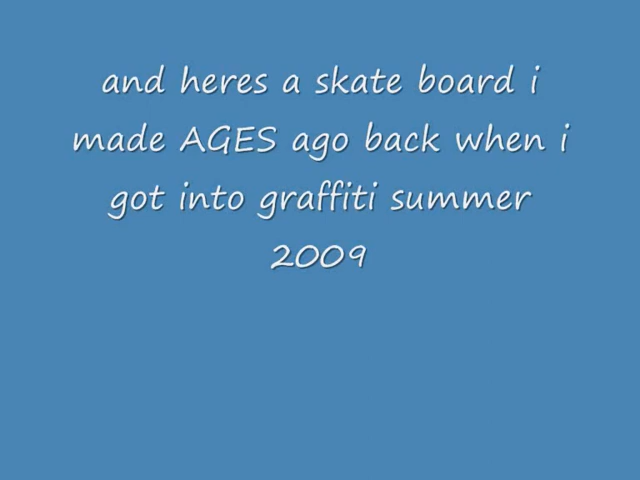 and heres a skate board i
made AGES ago back when i
got into graffiti summer
2009